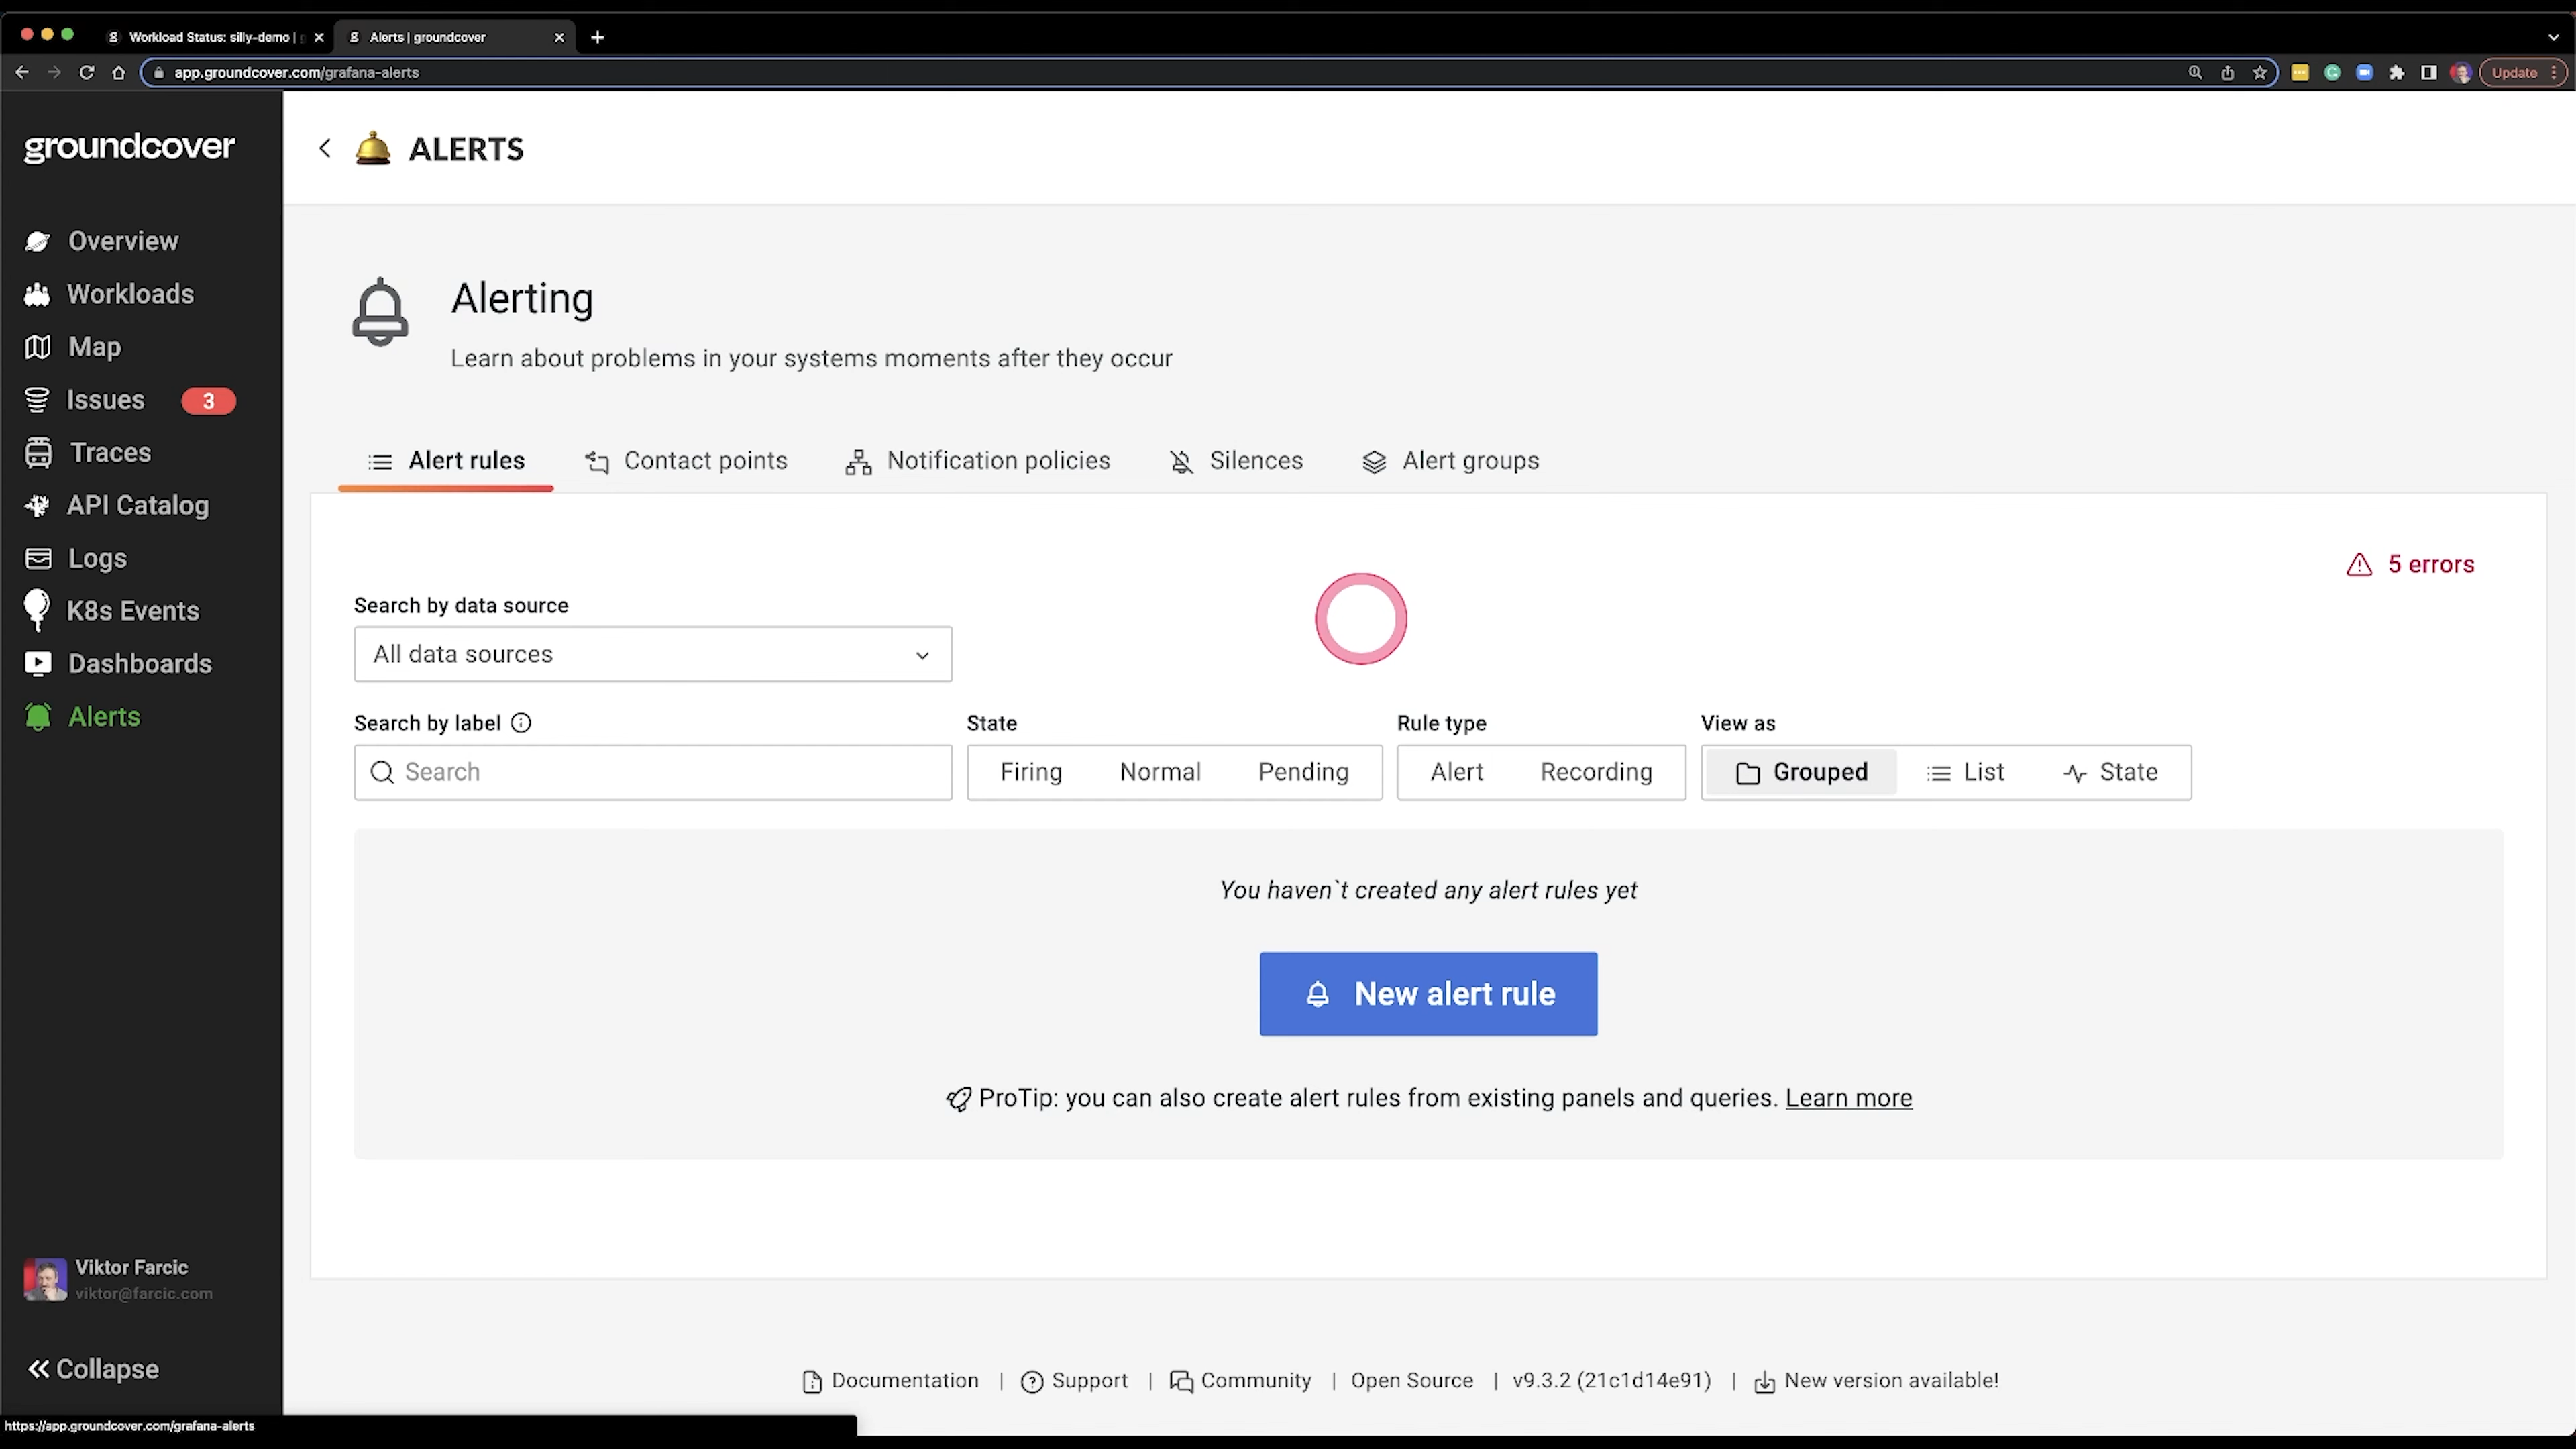 Workload Status: silly-demo |
Alerts | groundcover
app.groundcover.com/grafana-alerts
Update
groundcover
Overview
Workloads
Map
Issues 3
Traces
API Catalog
Logs
K8s Events
Dashboards
Alerts
Viktor Farcic
viktor@farcic.com
Collapse
ALERTS
Alerting
Learn about problems in your systems moments after they occur
Alert rules Contact points Notification policies Silences Alert groups
5 errors
Search by data source
All data sources
Search by label State Rule type View as
Search Firing Normal Pending Alert Recording Grouped List State
You haven`t created any alert rules yet
New alert rule
ProTip: you can also create alert rules from existing panels and queries. Learn more
Documentation | Support | Community | Open Source | v9.3.2 (21c1d14e91) | New version available!
https://app.groundcover.com/grafana-alerts